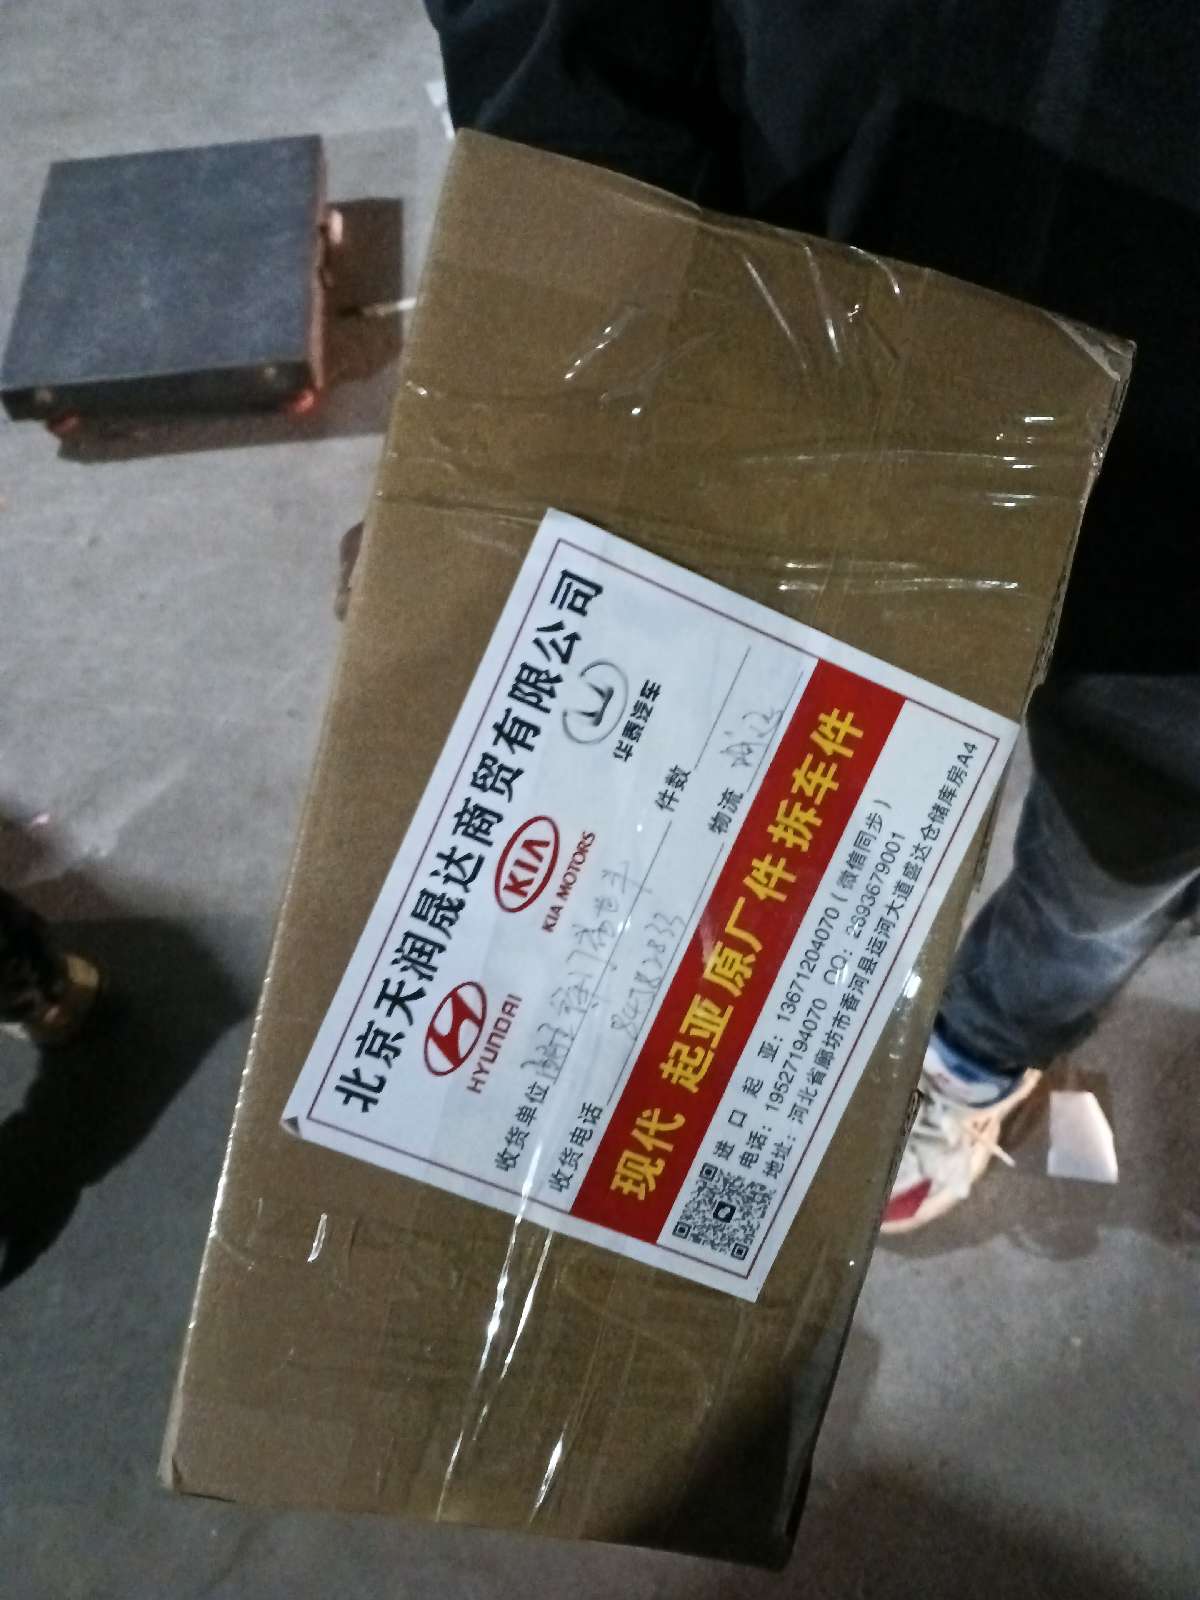 北京天润晟达商贸有限公司
HYUNDAI
KIA
KIA MOTORS
华泰汽车
收货单位
件数
收货电话
物流
现代 起亚原厂件 拆车件
进口起亚：13671204070（微信同步）
电话：19527194070 QQ：2893679001
地址：河北省廊坊市香河县运河大道盛达仓储库房A4